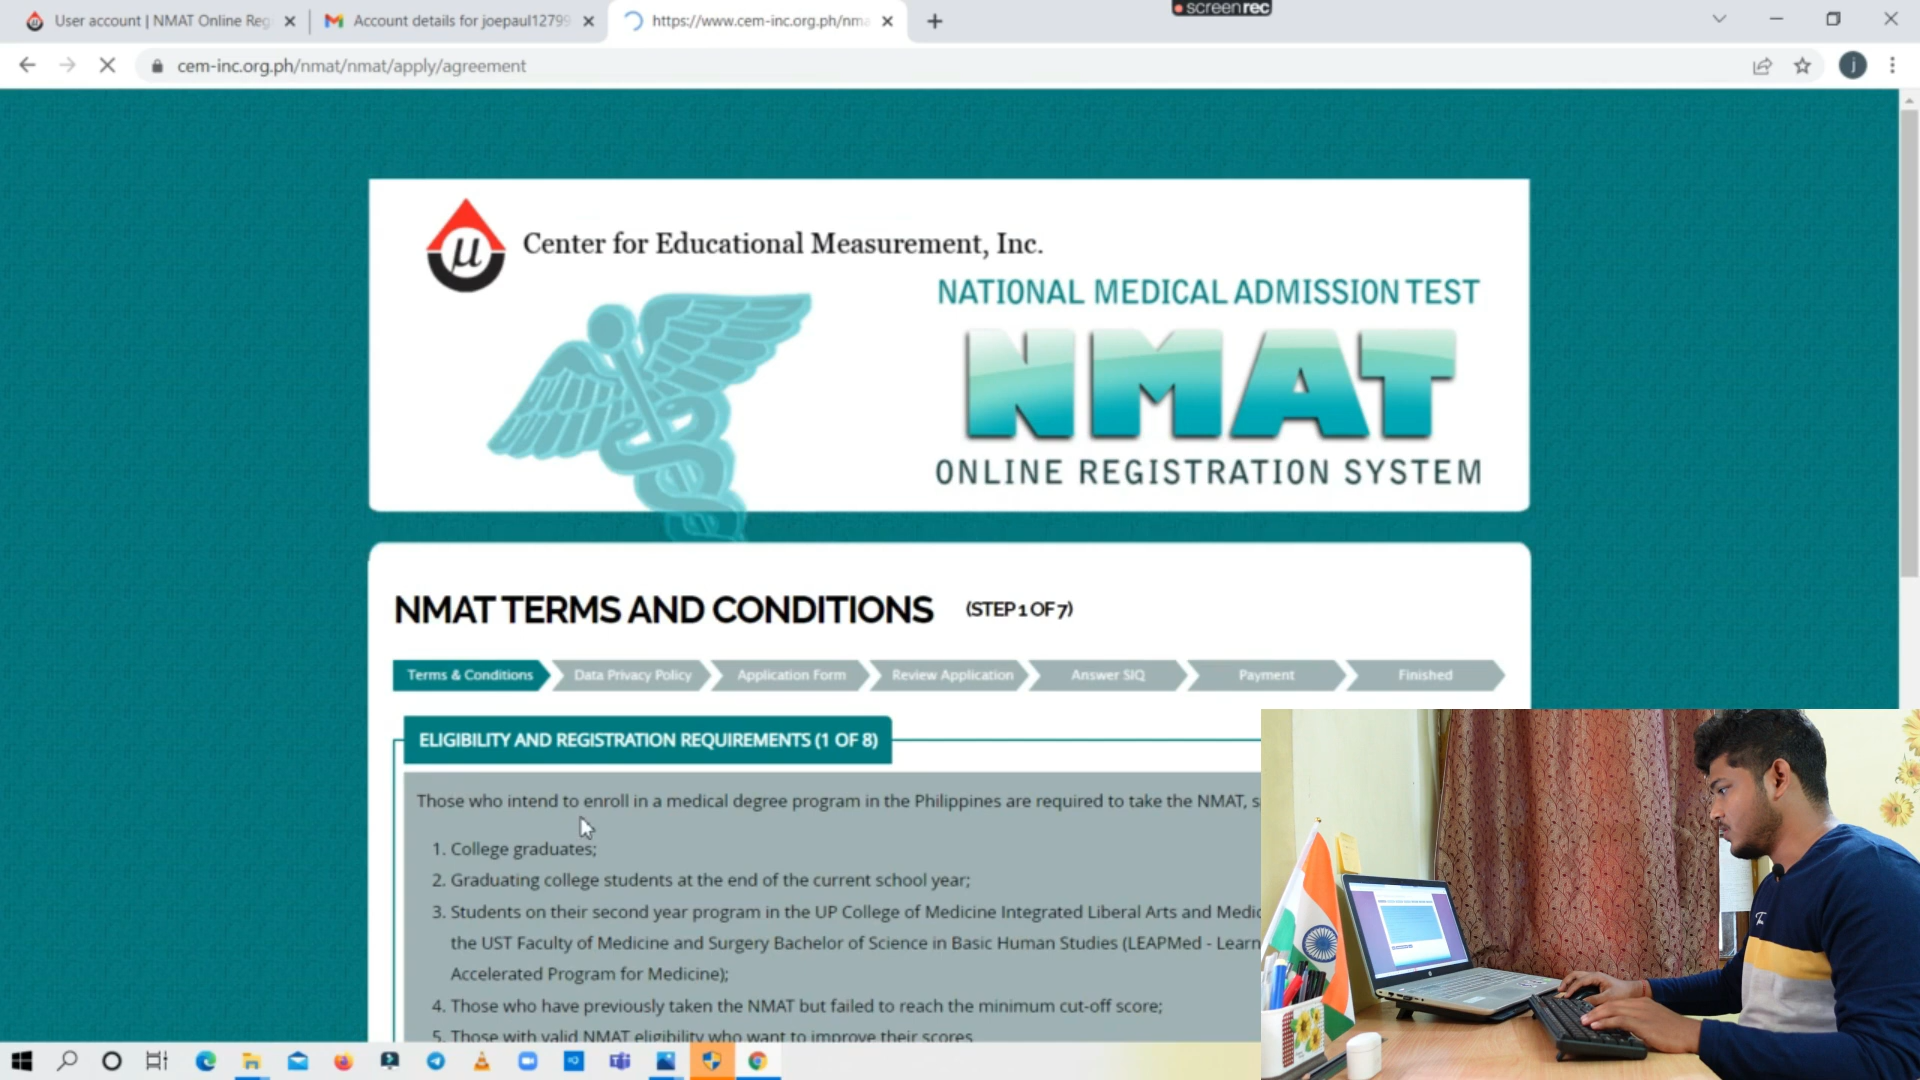 screenrec
User account | NMAT Online Reg
Account details for joepaul12799
https://www.cem-inc.org.ph/nma
cem-inc.org.ph/nmat/nmat/apply/agreement
j
µ
Center for Educational Measurement, Inc.
NATIONAL MEDICAL ADMISSION TEST
NMAT
ONLINE REGISTRATION SYSTEM
NMAT TERMS AND CONDITIONS (STEP 1 OF 7)
Terms & Conditions
Data Privacy Policy
Application Form
Review Application
Answer SIQ
Payment
Finished
ELIGIBILITY AND REGISTRATION REQUIREMENTS (1 OF 8)
Those who intend to enroll in a medical degree program in the Philippines are required to take the NMAT, s
1. College graduates;
2. Graduating college students at the end of the current school year;
3. Students on their second year program in the UP College of Medicine Integrated Liberal Arts and Medic
the UST Faculty of Medicine and Surgery Bachelor of Science in Basic Human Studies (LEAPMed - Learn
Accelerated Program for Medicine);
4. Those who have previously taken the NMAT but failed to reach the minimum cut-off score;
5. Those with valid NMAT eligibility who want to improve their scores